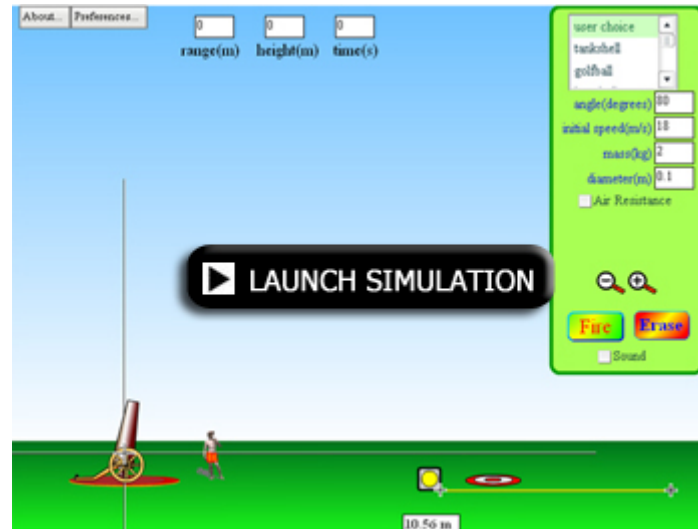 About... Preferences...
0 0 0
range(m) height(m) time(s)
user choice
tankshell
golfball
angle(degrees) 80
initial speed(m/s) 18
mass(kg) 2
diameter(m) 0.1
Air Resistance
LAUNCH SIMULATION
Fire Erase
Sound
10.56 m